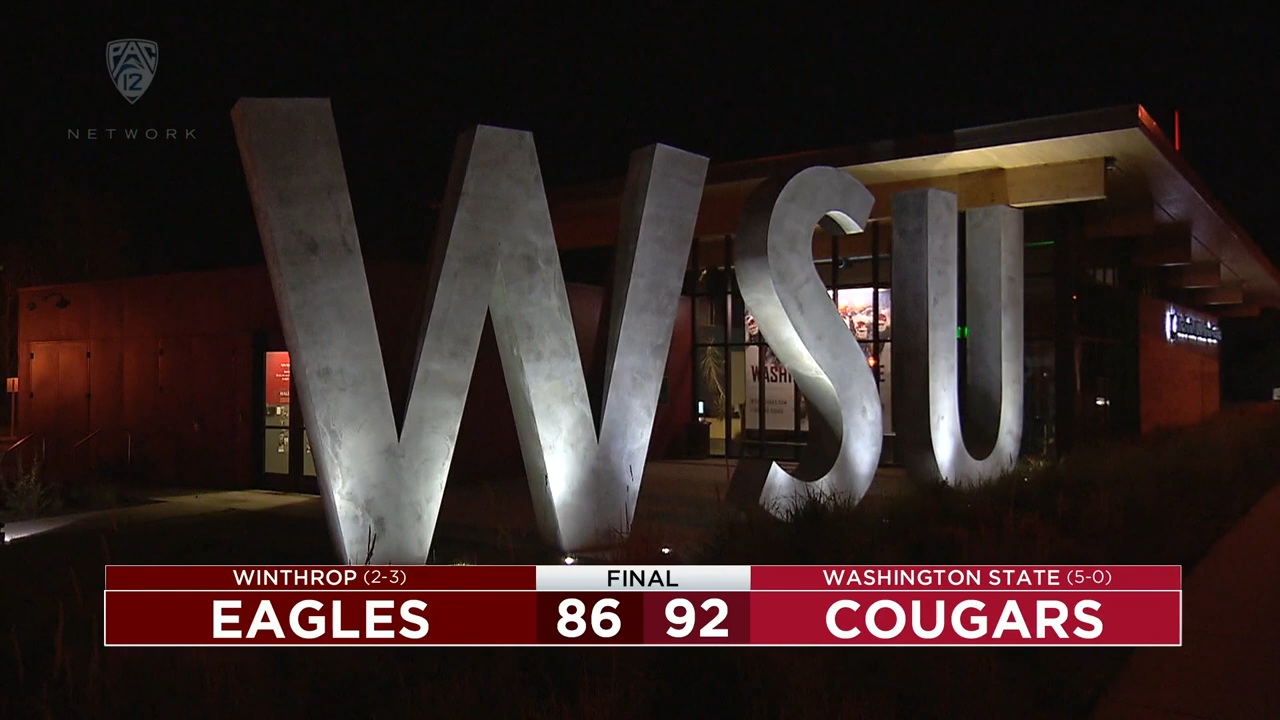 PAC
12
NETWORK
WSU
WINTHROP (2-3) FINAL WASHINGTON STATE (5-0)
EAGLES 86 92 COUGARS